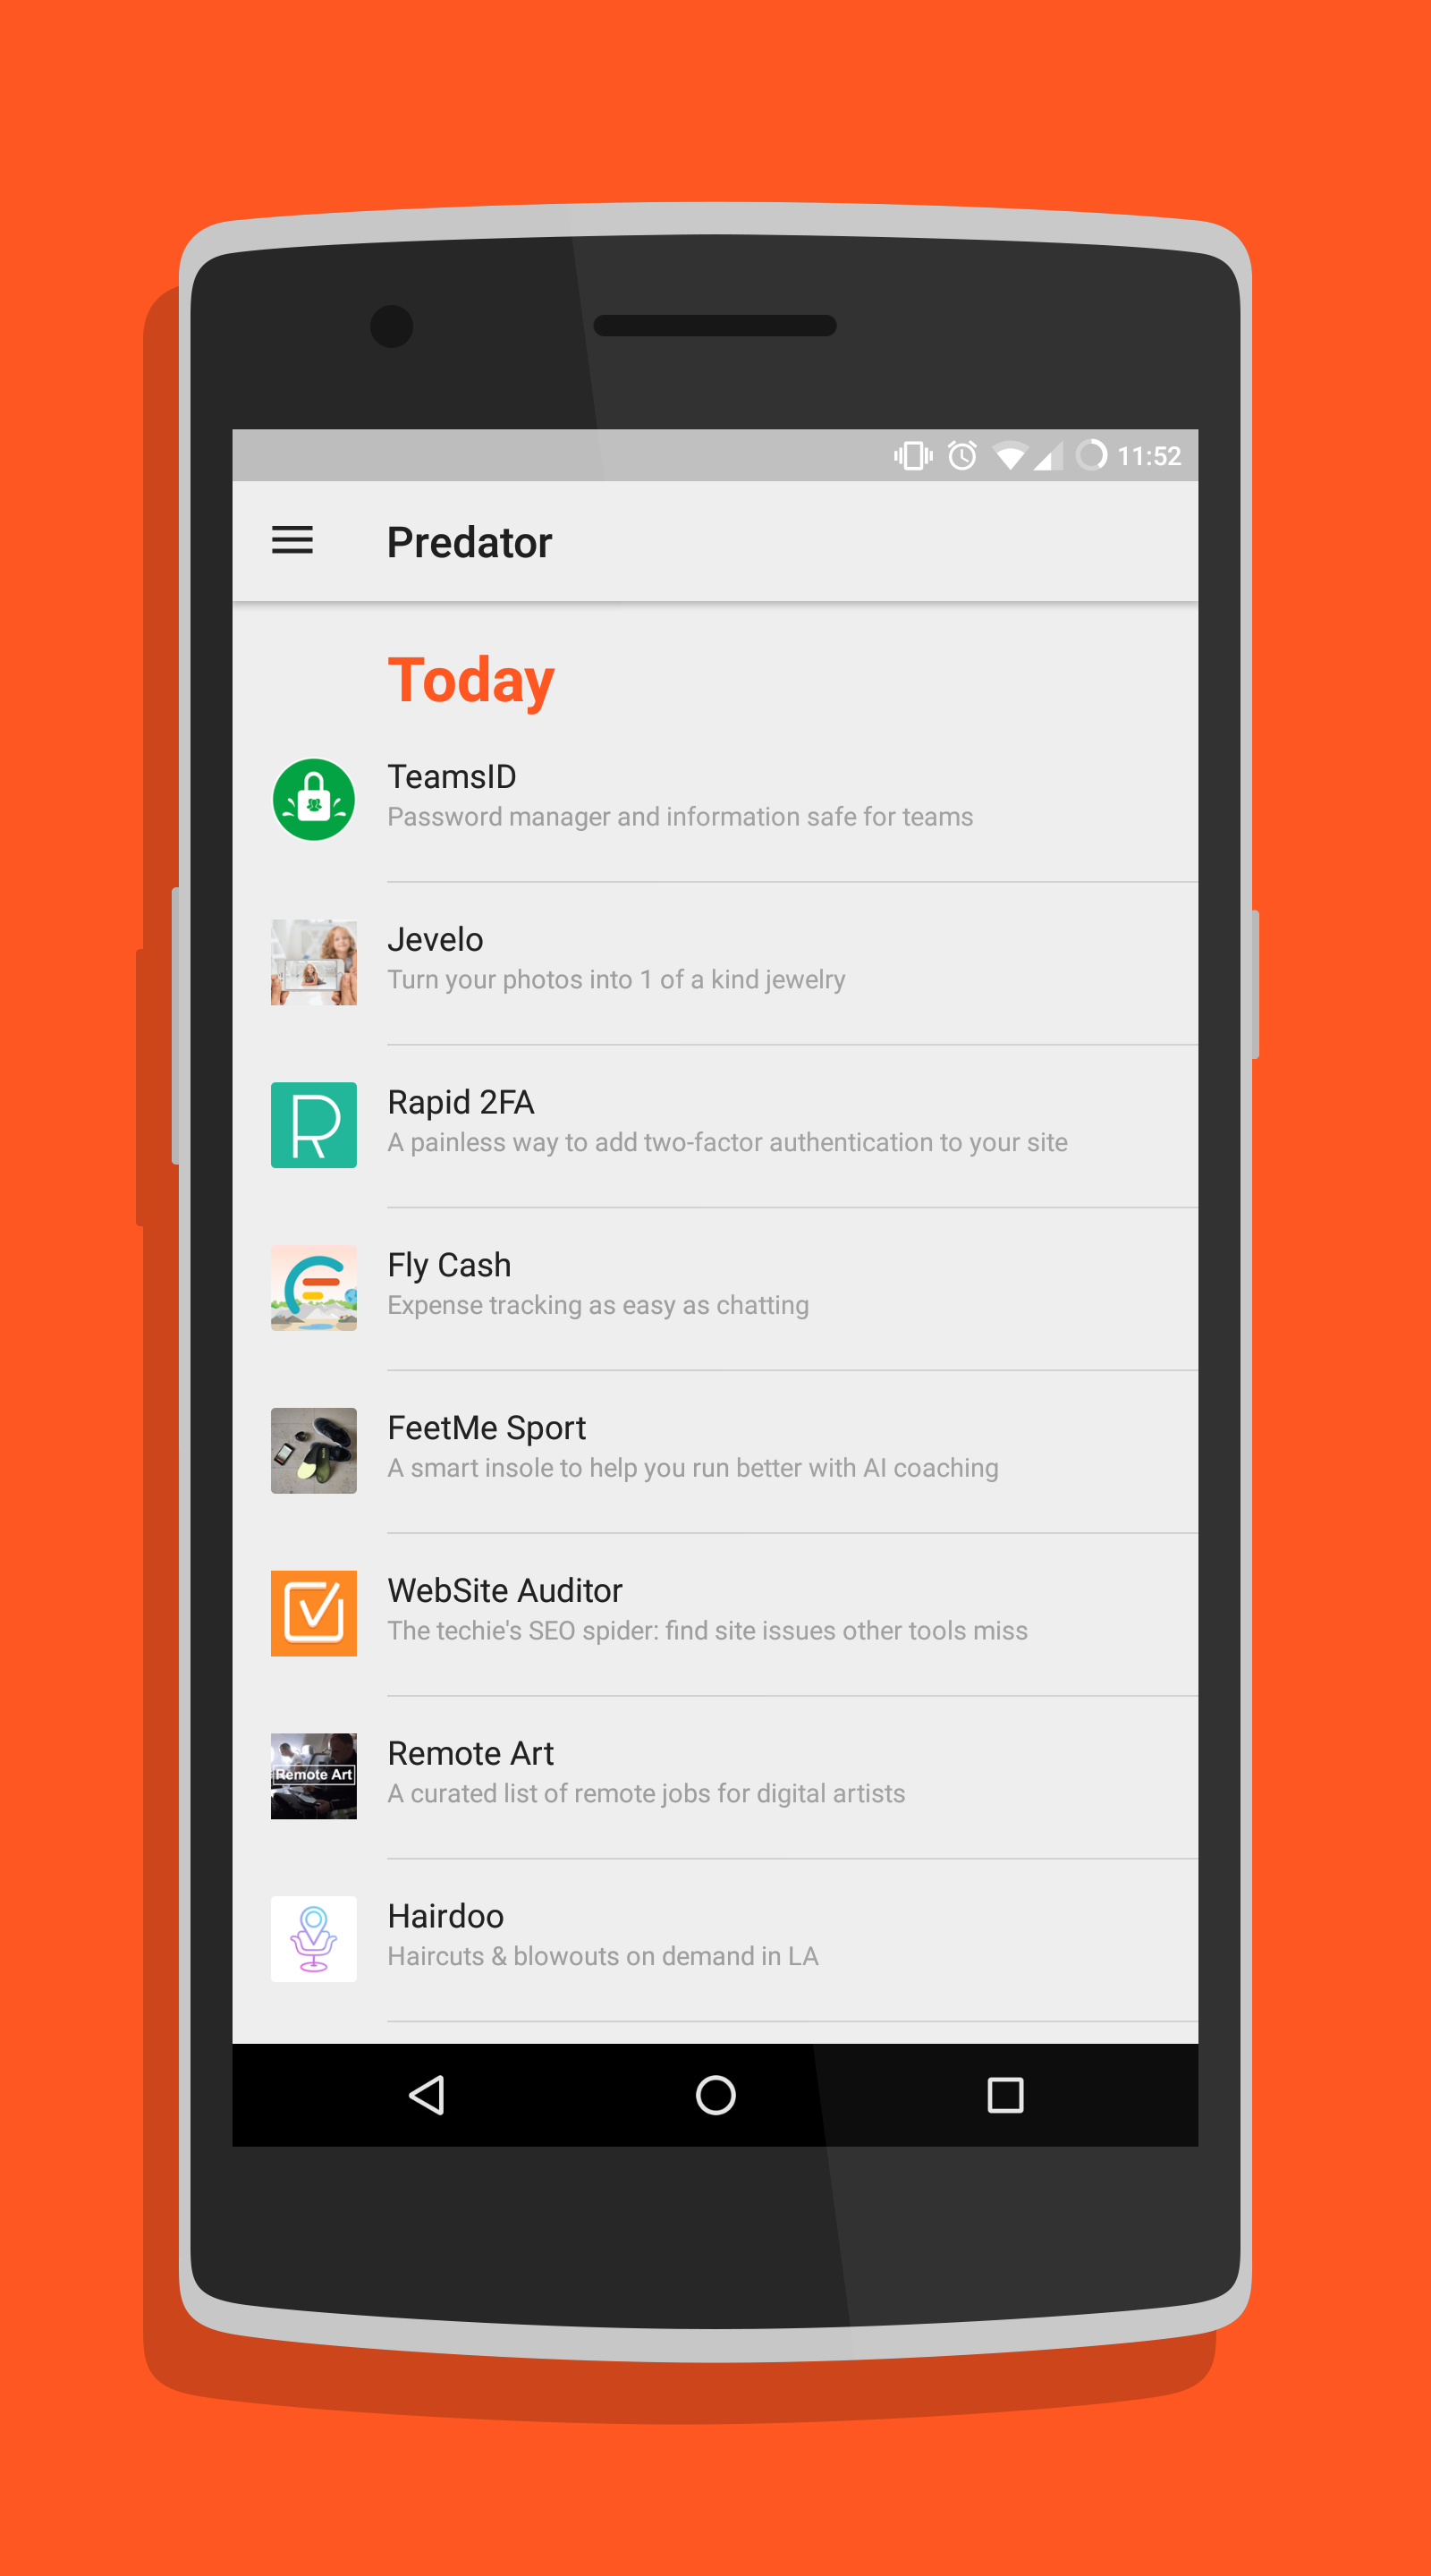 11:52
Predator
Today
TeamsID
Password manager and information safe for teams
Jevelo
Turn your photos into 1 of a kind jewelry
R
Rapid 2FA
A painless way to add two-factor authentication to your site
Fly Cash
Expense tracking as easy as chatting
FeetMe Sport
A smart insole to help you run better with AI coaching
WebSite Auditor
The techie's SEO spider: find site issues other tools miss
Remote Art
Remote Art
A curated list of remote jobs for digital artists
Hairdoo
Haircuts & blowouts on demand in LA